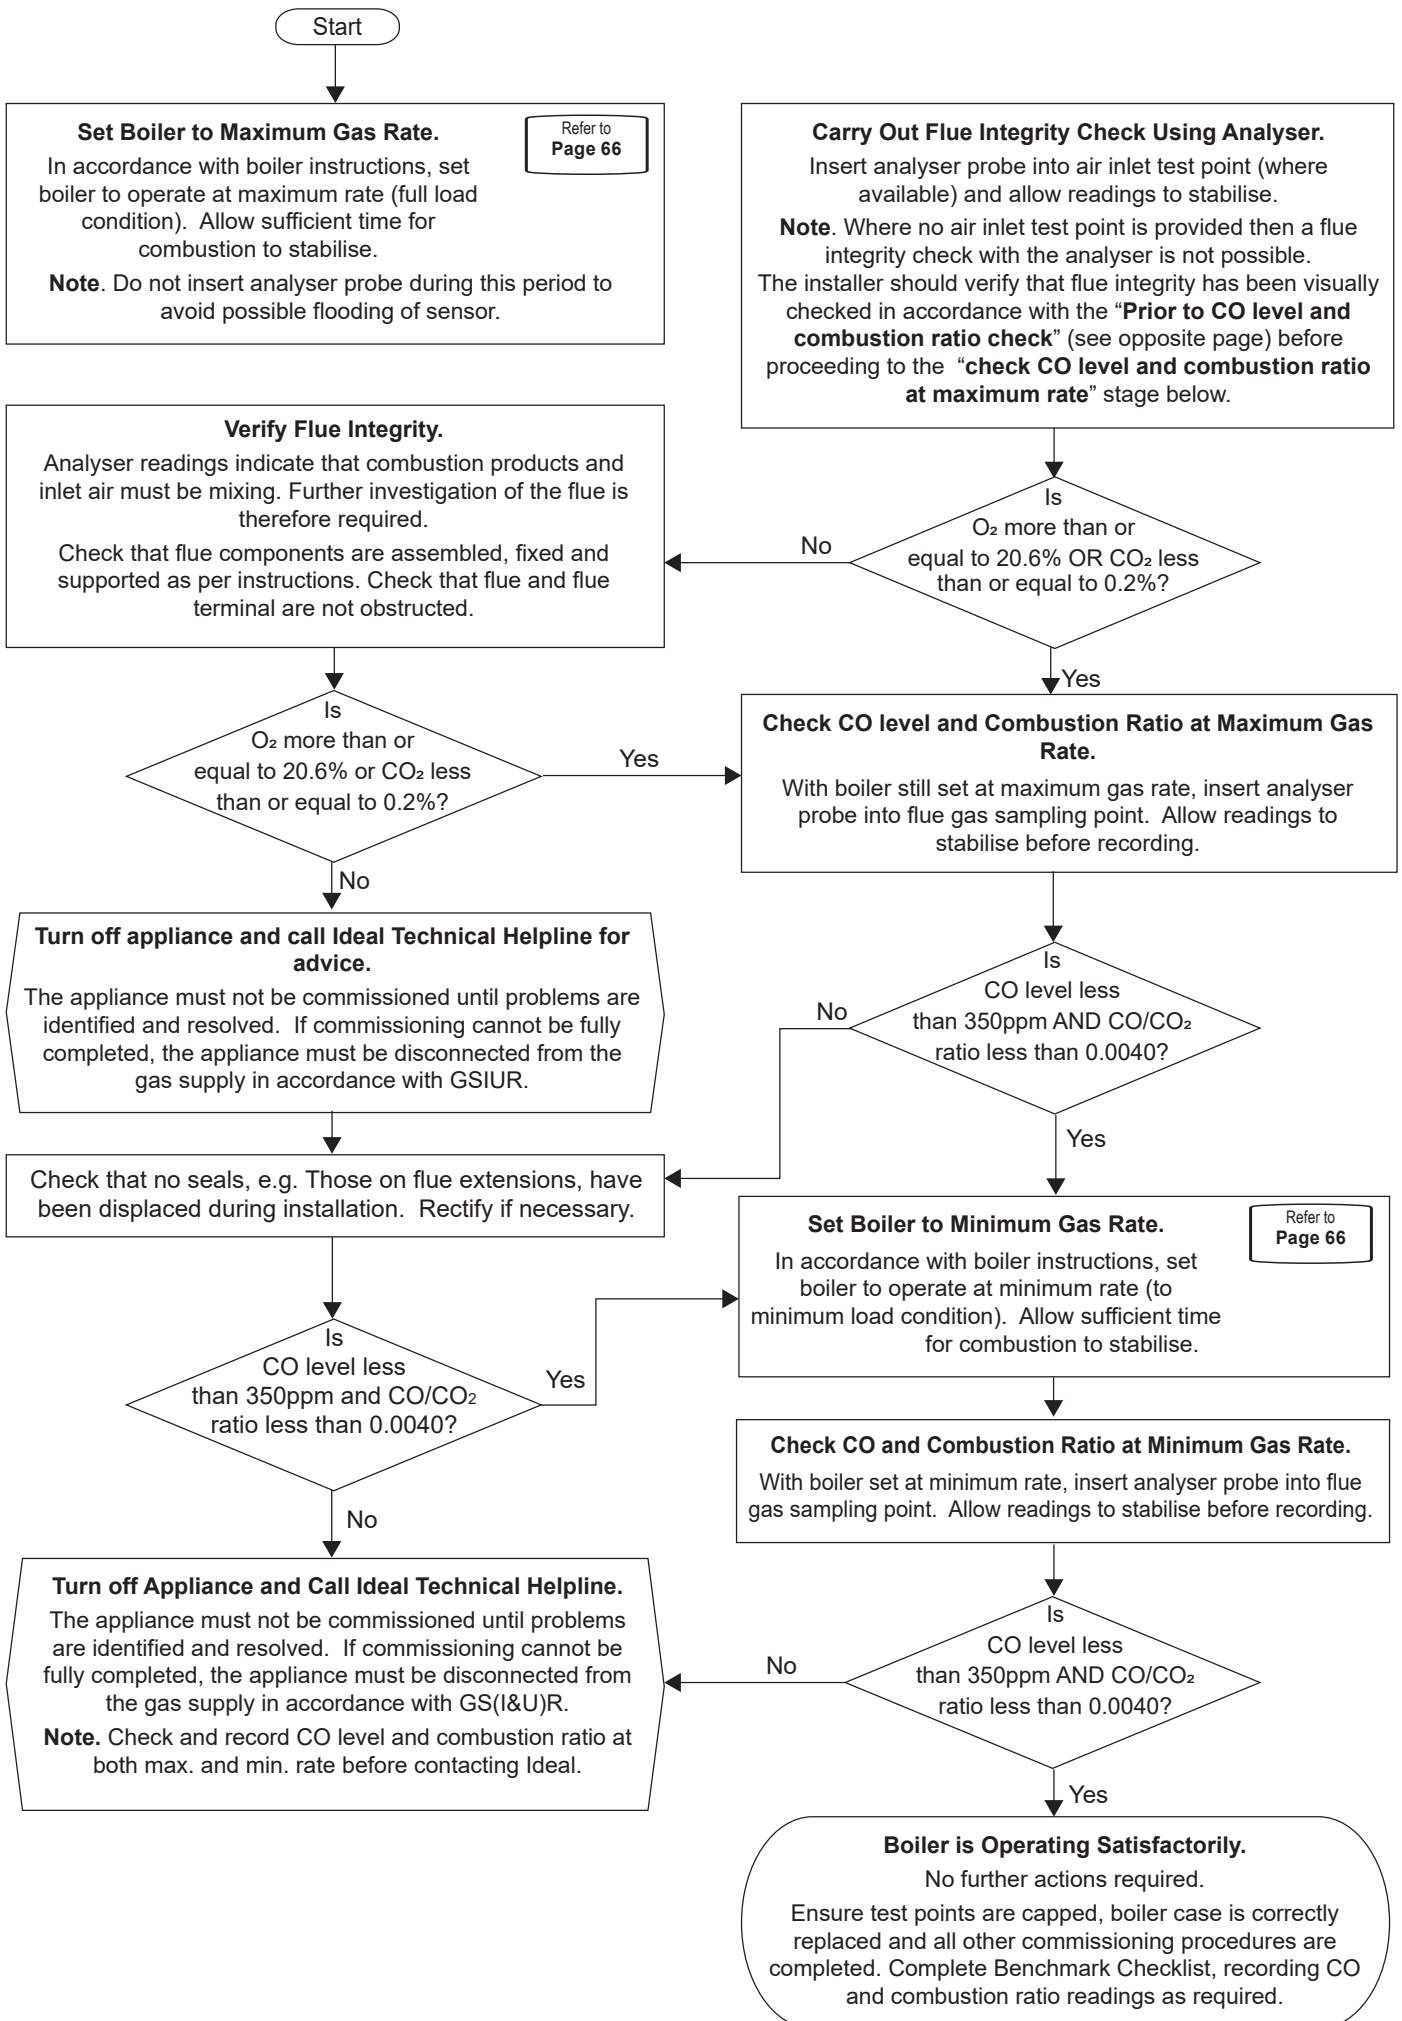 Start
Set Boiler to Maximum Gas Rate.
Refer to
Page 66
In accordance with boiler instructions, set
boiler to operate at maximum rate (full load
condition). Allow sufficient time for
combustion to stabilise.
Note. Do not insert analyser probe during this period to
avoid possible flooding of sensor.
Carry Out Flue Integrity Check Using Analyser.
Insert analyser probe into air inlet test point (where
available) and allow readings to stabilise.
Note. Where no air inlet test point is provided then a flue
integrity check with the analyser is not possible.
The installer should verify that flue integrity has been visually
checked in accordance with the “Prior to CO level and
combustion ratio check” (see opposite page) before
proceeding to the “check CO level and combustion ratio
at maximum rate” stage below.
Is
O₂ more than or
equal to 20.6% OR CO₂ less
than or equal to 0.2%?
No
Yes
Verify Flue Integrity.
Analyser readings indicate that combustion products and
inlet air must be mixing. Further investigation of the flue is
therefore required.
Check that flue components are assembled, fixed and
supported as per instructions. Check that flue and flue
terminal are not obstructed.
Is
O₂ more than or
equal to 20.6% or CO₂ less
than or equal to 0.2%?
Yes
No
Check CO level and Combustion Ratio at Maximum Gas
Rate.
With boiler still set at maximum gas rate, insert analyser
probe into flue gas sampling point. Allow readings to
stabilise before recording.
Turn off appliance and call Ideal Technical Helpline for
advice.
The appliance must not be commissioned until problems are
identified and resolved. If commissioning cannot be fully
completed, the appliance must be disconnected from the
gas supply in accordance with GSIUR.
Is
CO level less
than 350ppm AND CO/CO₂
ratio less than 0.0040?
No
Yes
Check that no seals, e.g. Those on flue extensions, have
been displaced during installation. Rectify if necessary.
Set Boiler to Minimum Gas Rate.
Refer to
Page 66
In accordance with boiler instructions, set
boiler to operate at minimum rate (to
minimum load condition). Allow sufficient time
for combustion to stabilise.
Is
CO level less
than 350ppm and CO/CO₂
ratio less than 0.0040?
Yes
No
Check CO and Combustion Ratio at Minimum Gas Rate.
With boiler set at minimum rate, insert analyser probe into flue
gas sampling point. Allow readings to stabilise before recording.
Turn off Appliance and Call Ideal Technical Helpline.
The appliance must not be commissioned until problems
are identified and resolved. If commissioning cannot be
fully completed, the appliance must be disconnected from
the gas supply in accordance with GS(I&U)R.
Note. Check and record CO level and combustion ratio at
both max. and min. rate before contacting Ideal.
Is
CO level less
than 350ppm AND CO/CO₂
ratio less than 0.0040?
No
Yes
Boiler is Operating Satisfactorily.
No further actions required.
Ensure test points are capped, boiler case is correctly
replaced and all other commissioning procedures are
completed. Complete Benchmark Checklist, recording CO
and combustion ratio readings as required.